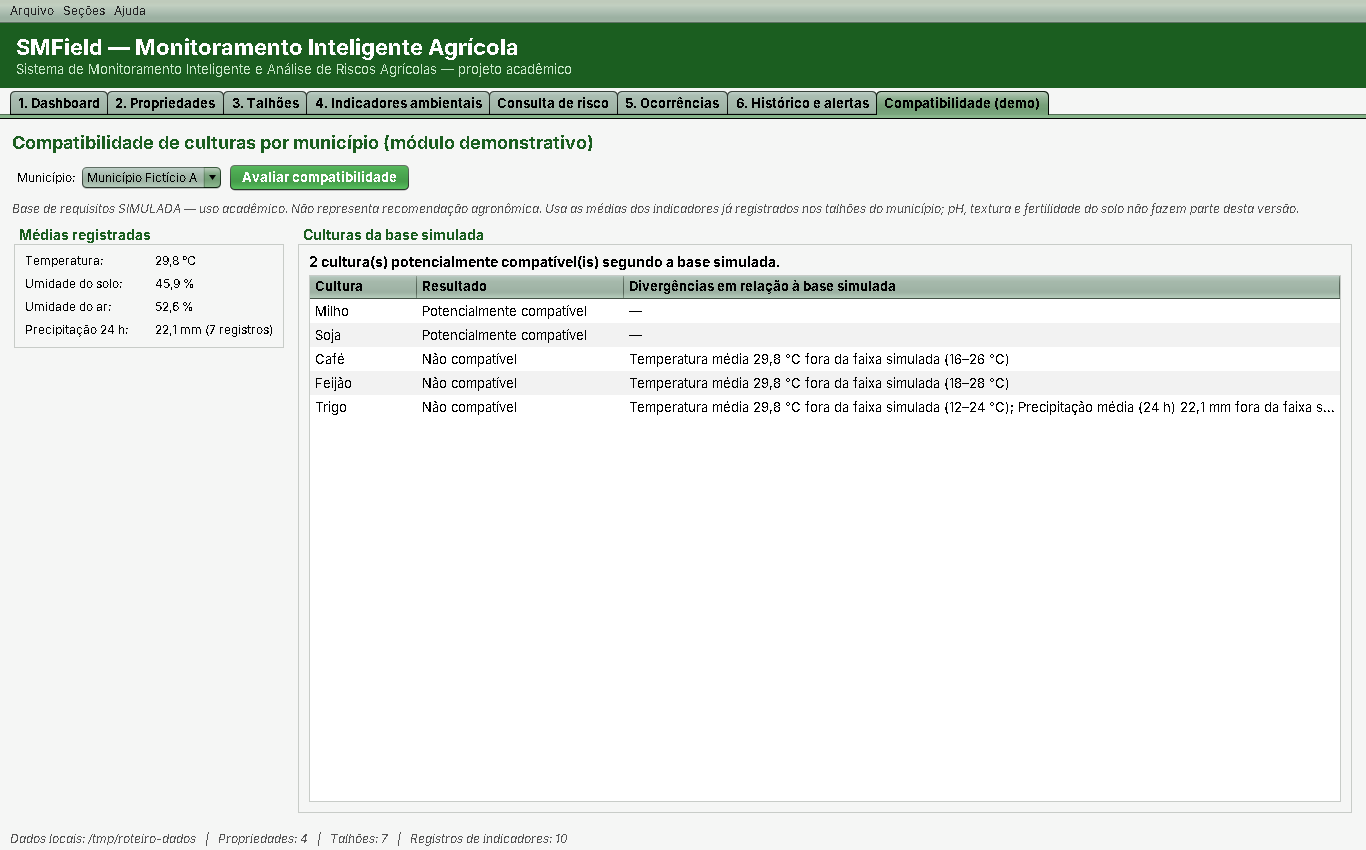 Arquivo Seções Ajuda
SMField — Monitoramento Inteligente Agrícola
Sistema de Monitoramento Inteligente e Análise de Riscos Agrícolas — projeto acadêmico
1. Dashboard 2. Propriedades 3. Talhões 4. Indicadores ambientais Consulta de risco 5. Ocorrências 6. Histórico e alertas Compatibilidade (demo)
Compatibilidade de culturas por município (módulo demonstrativo)
Município: Município Fictício A Avaliar compatibilidade
Base de requisitos SIMULADA — uso acadêmico. Não representa recomendação agronômica. Usa as médias dos indicadores já registrados nos talhões do município; pH, textura e fertilidade do solo não fazem parte desta versão.
Médias registradas
Temperatura: 29,8 °C
Umidade do solo: 45,9 %
Umidade do ar: 52,6 %
Precipitação 24 h: 22,1 mm (7 registros)
Culturas da base simulada
2 cultura(s) potencialmente compatível(is) segundo a base simulada.
Cultura Resultado Divergências em relação à base simulada
Milho Potencialmente compatível —
Soja Potencialmente compatível —
Café Não compatível Temperatura média 29,8 °C fora da faixa simulada (16–26 °C)
Feijão Não compatível Temperatura média 29,8 °C fora da faixa simulada (18–28 °C)
Trigo Não compatível Temperatura média 29,8 °C fora da faixa simulada (12–24 °C); Precipitação média (24 h) 22,1 mm fora da faixa s...
Dados locais: /tmp/roteiro-dados | Propriedades: 4 | Talhões: 7 | Registros de indicadores: 10